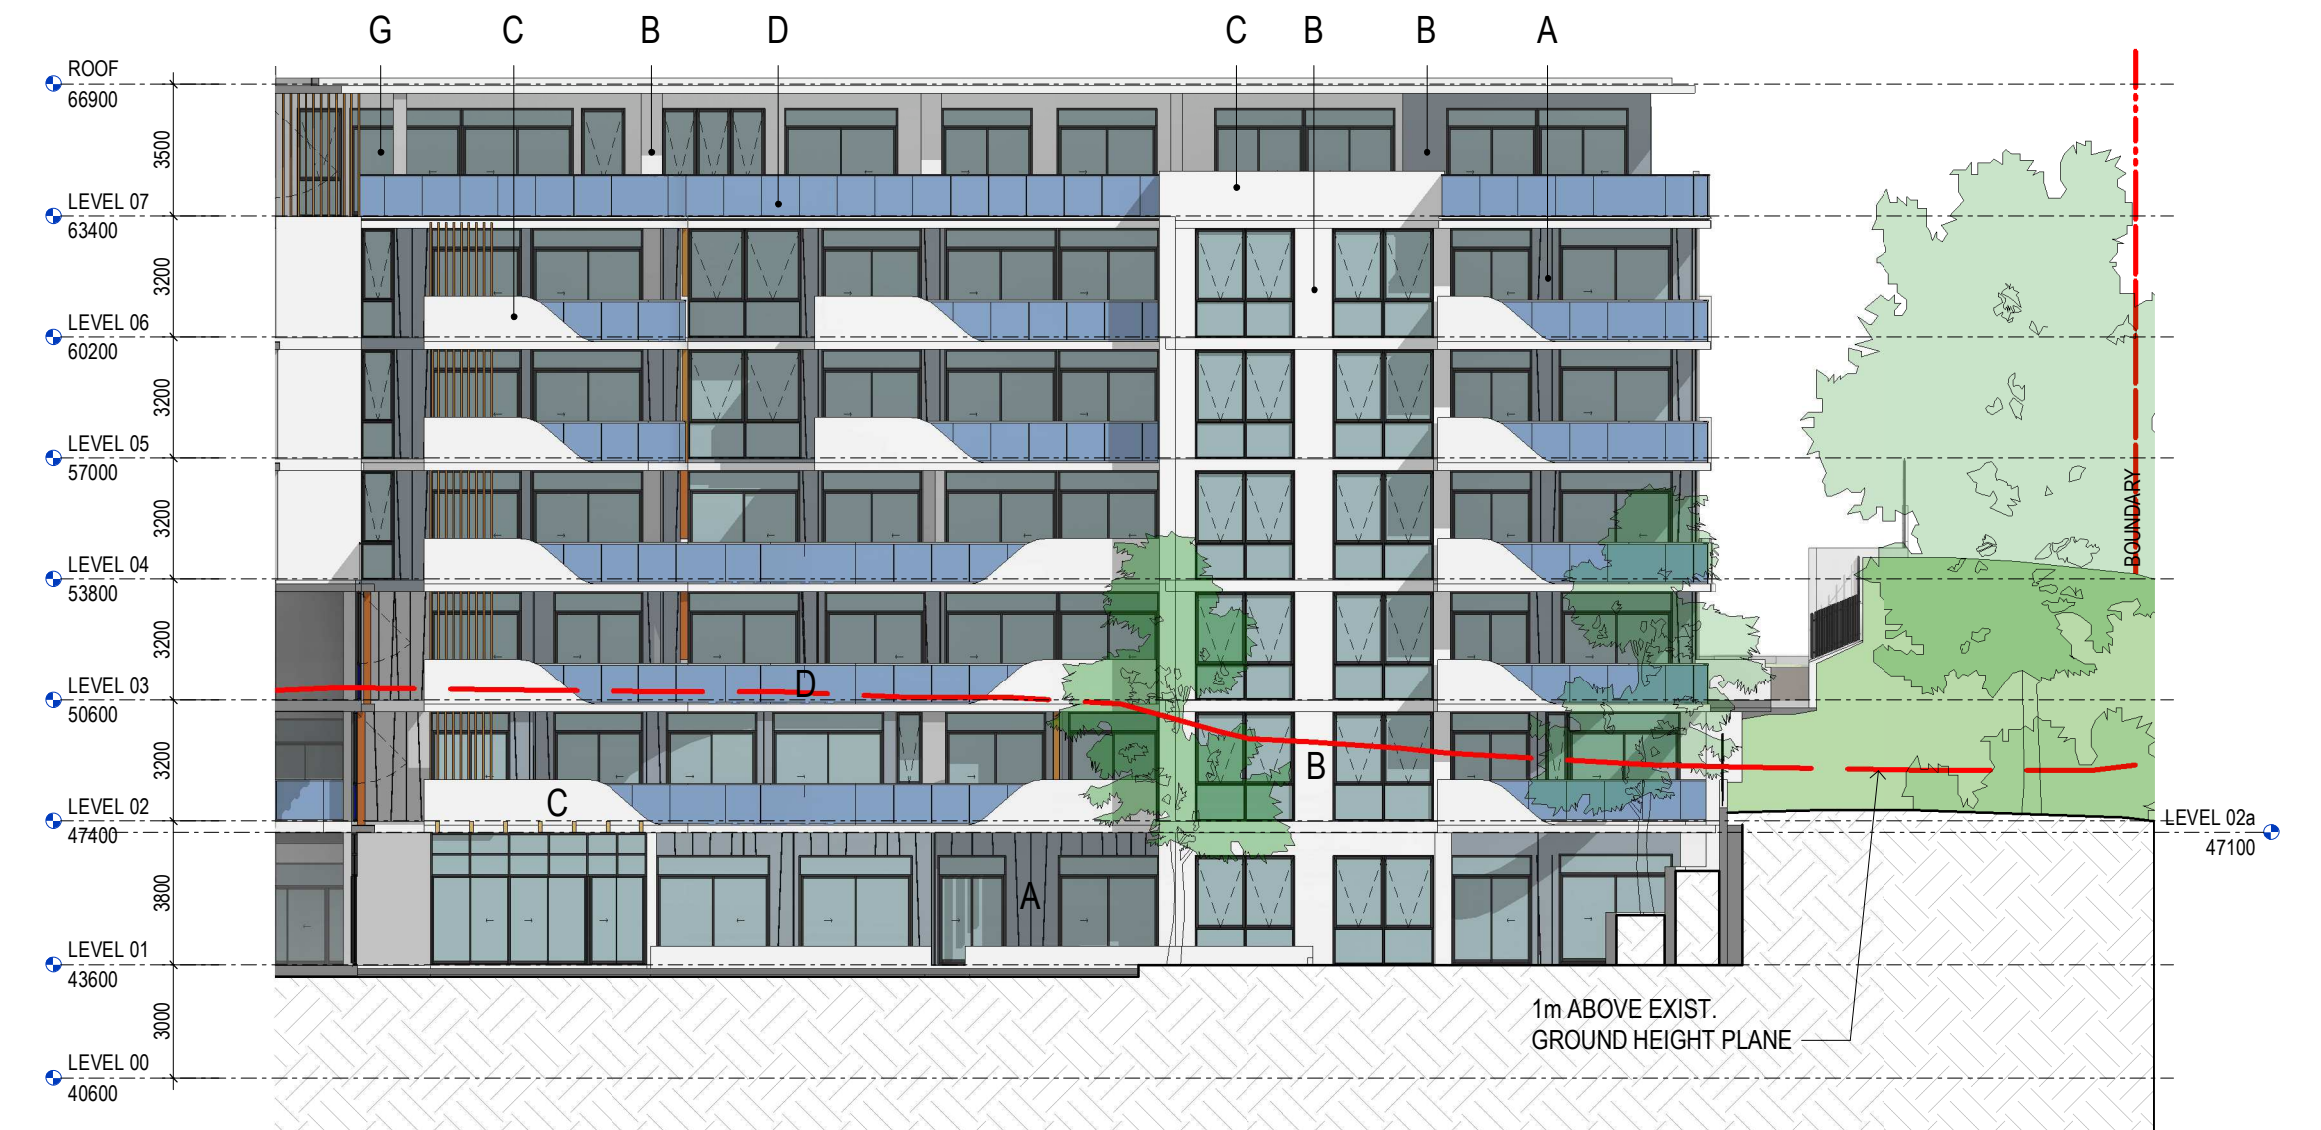 G C B D C B B A
ROOF
66900
3500
LEVEL 07
63400
3200
LEVEL 06
60200
3200
LEVEL 05
57000
3200
LEVEL 04
53800
3200
LEVEL 03
50600
3200
LEVEL 02
47400
3800
LEVEL 01
43600
3000
LEVEL 00
40600
D
B
C
A
BOUNDARY
LEVEL 02a
47100
1m ABOVE EXIST.
GROUND HEIGHT PLANE